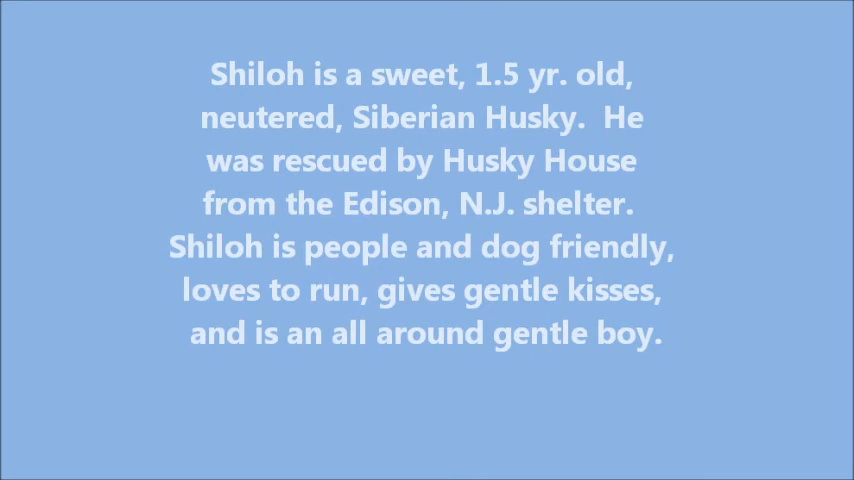 Shiloh is a sweet, 1.5 yr. old,
neutered, Siberian Husky.  He
was rescued by Husky House
from the Edison, N.J. shelter.
Shiloh is people and dog friendly,
loves to run, gives gentle kisses,
and is an all around gentle boy.